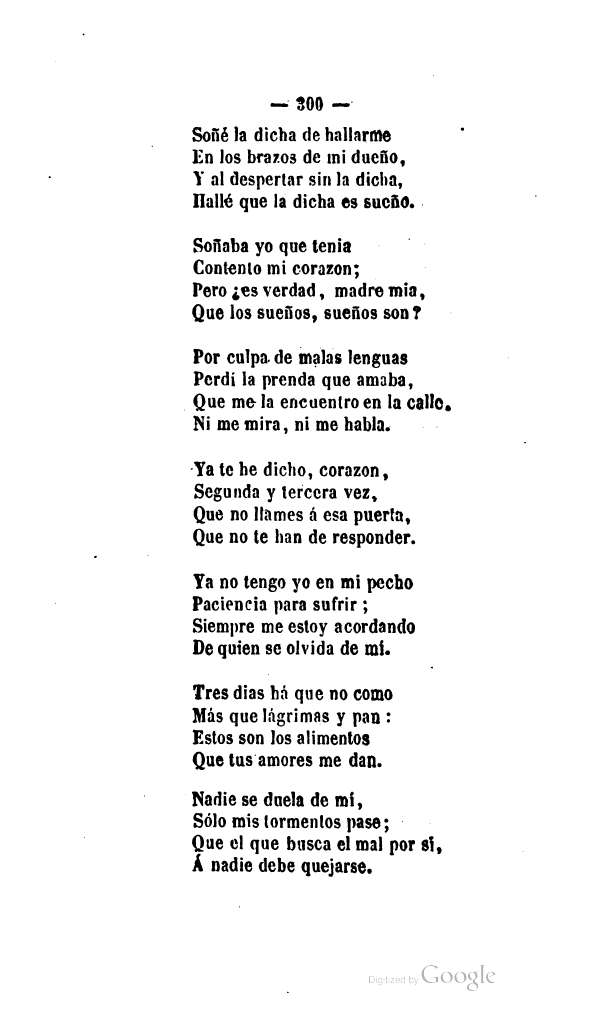 — 300 —
Soñé la dicha de hallarme
En los brazos de mi dueño,
Y al despertar sin la dicha,
Hallé que la dicha es sueño.
Soñaba yo que tenia
Contento mi corazon;
Pero ¿es verdad, madre mia,
Que los sueños, sueños son?
Por culpa de malas lenguas
Perdí la prenda que amaba,
Que me la encuentro en la calle.
Ni me mira, ni me habla.
Ya te he dicho, corazon,
Segunda y tercera vez,
Que no llames á esa puerta,
Que no te han de responder.
Ya no tengo yo en mi pecho
Paciencia para sufrir;
Siempre me estoy acordando
De quien se olvida de mí.
Tres dias há que no como
Más que lágrimas y pan:
Estos son los alimentos
Que tus amores me dan.
Nadie se duela de mí,
Sólo mis tormentos pase;
Que el que busca el mal por sí,
Á nadie debe quejarse.
Digitized by Google